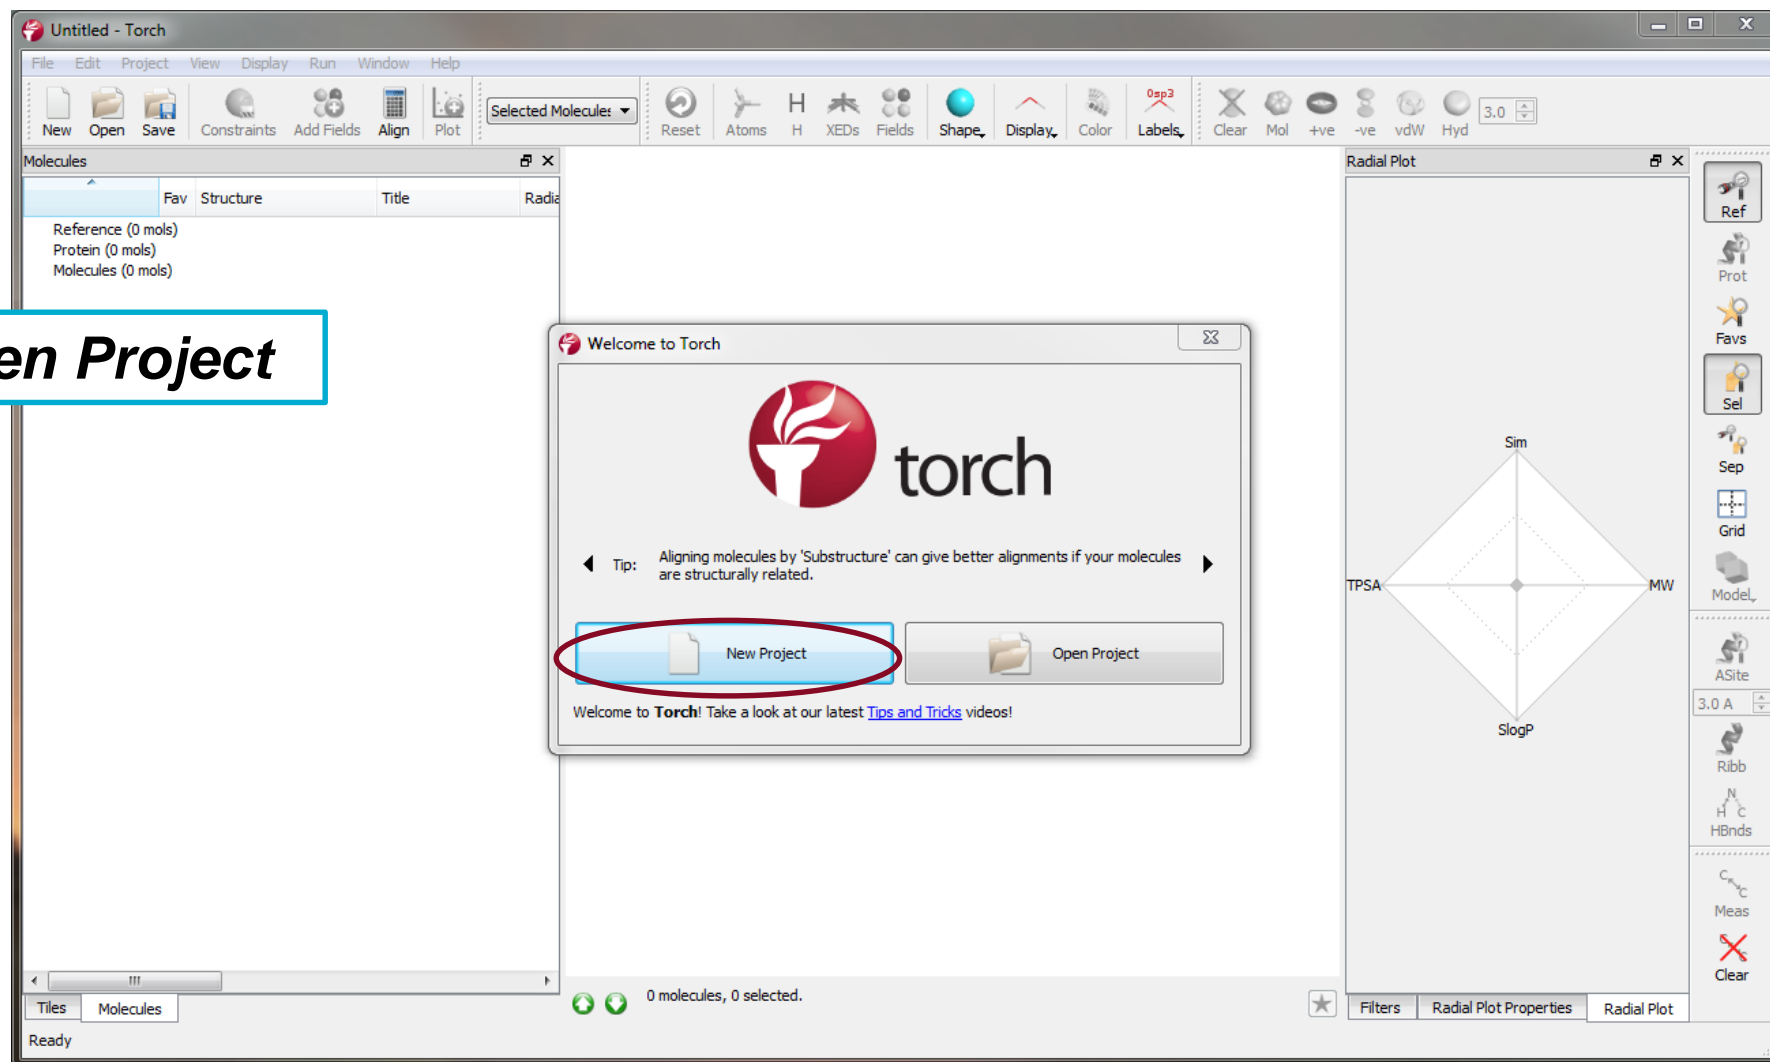 Untitled - Torch
File Edit Project View Display Run Window Help
New Open Save Constraints Add Fields Align Plot Selected Molecule: Reset Atoms H H XEDs Fields Shape Display 0sp3 Labels Color Clear Mol +ve -ve vdW Hyd 3.0
Molecules
Fav Structure Title Radia
Reference (0 mols)
Protein (0 mols)
Molecules (0 mols)
en Project
Welcome to Torch
torch
Tip: Aligning molecules by 'Substructure' can give better alignments if your molecules
are structurally related.
New Project Open Project
Welcome to Torch! Take a look at our latest Tips and Tricks videos!
0 molecules, 0 selected.
Tiles Molecules
Ready
Radial Plot
Sim
TPSA MW
SlogP
Filters Radial Plot Properties Radial Plot
Ref
Prot
Favs
Sel
Sep
Grid
Model
ASite
3.0 A
Ribb
N
H C
HBnds
C
C
Meas
Clear